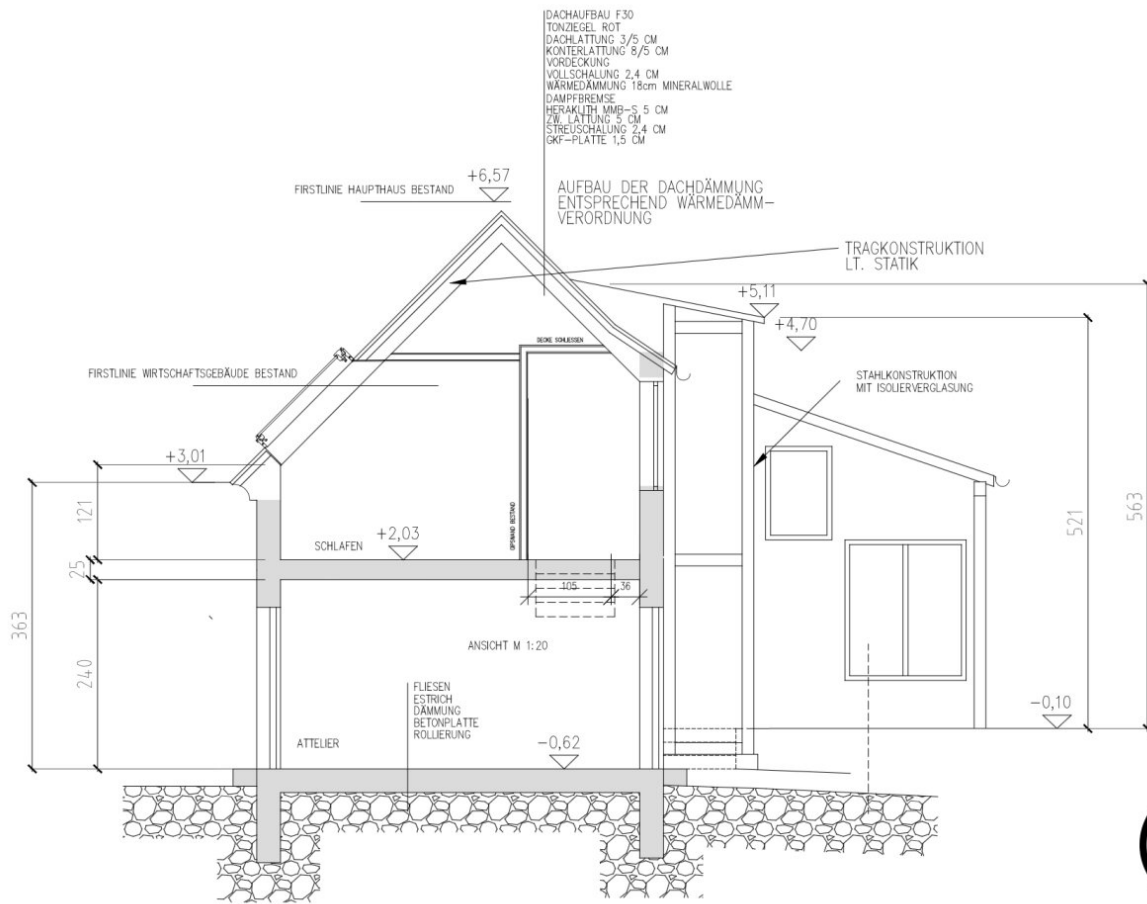 DACHAUFBAU F30
TONZIEGEL ROT
DACHLATTUNG 3/5 CM
KONTERLATTUNG 8/5 CM
VORDECKUNG
VOLLSCHALUNG 2,4 CM
WÄRMEDÄMMUNG 18cm MINERALWOLLE
DAMPFBREMSE
HERAKLITH MMB-S 5 CM
ZW. LATTUNG 5 CM
STREUSCHALUNG 2,4 CM
GKF-PLATTE 1,5 CM
+6,57
FIRSTLINIE HAUPTHAUS BESTAND
AUFBAU DER DACHDÄMMUNG
ENTSPRECHEND WÄRMEDÄMM-
VERORDNUNG
TRAGKONSTRUKTION
LT. STATIK
+5,11
+4,70
DECKE SCHLIESSEN
FIRSTLINIE WIRTSCHAFTSGEBÄUDE BESTAND
STAHLKONSTRUKTION
MIT ISOLIERVERGLASUNG
+3,01
121
521
563
GIPSWAND BESTAND
+2,03
SCHLAFEN
25
105
36
363
240
ANSICHT M 1:20
FLIESEN
ESTRICH
DÄMMUNG
BETONPLATTE
ROLLIERUNG
-0,10
ATTELIER
-0,62